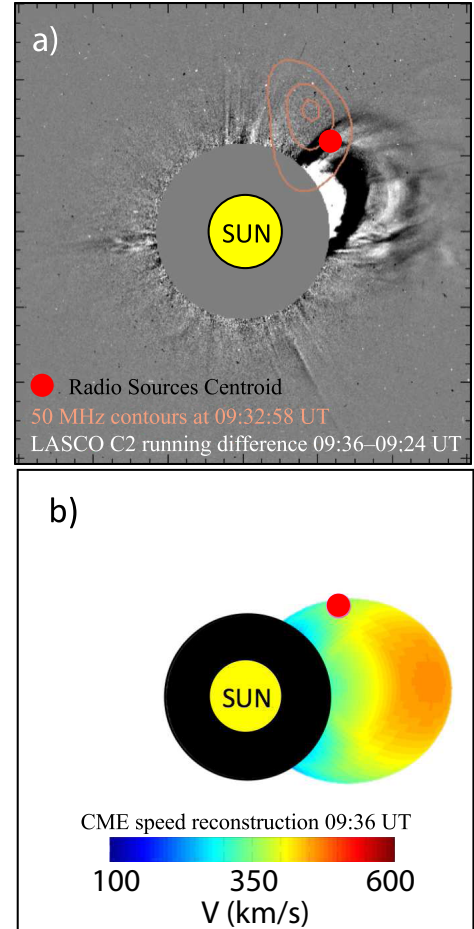 a)
SUN
Radio Sources Centroid
50 MHz contours at 09:32:58 UT
LASCO C2 running difference 09:36–09:24 UT
b)
SUN
CME speed reconstruction 09:36 UT
100 350 600
V (km/s)